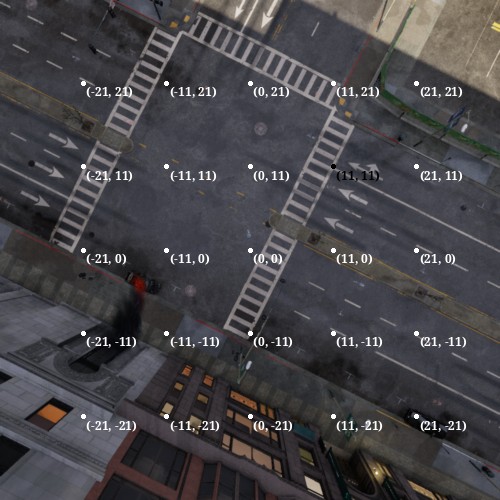 (-21, 21) (-11, 21) (0, 21) (11, 21) (21, 21)
(-21, 11) (-11, 11) (0, 11) (11, 11) (21, 11)
(-21, 0) (-11, 0) (0, 0) (11, 0) (21, 0)
(-21, -11) (-11, -11) (0, -11) (11, -11) (21, -11)
(-21, -21) (-11, -21) (0, -21) (11, -21) (21, -21)